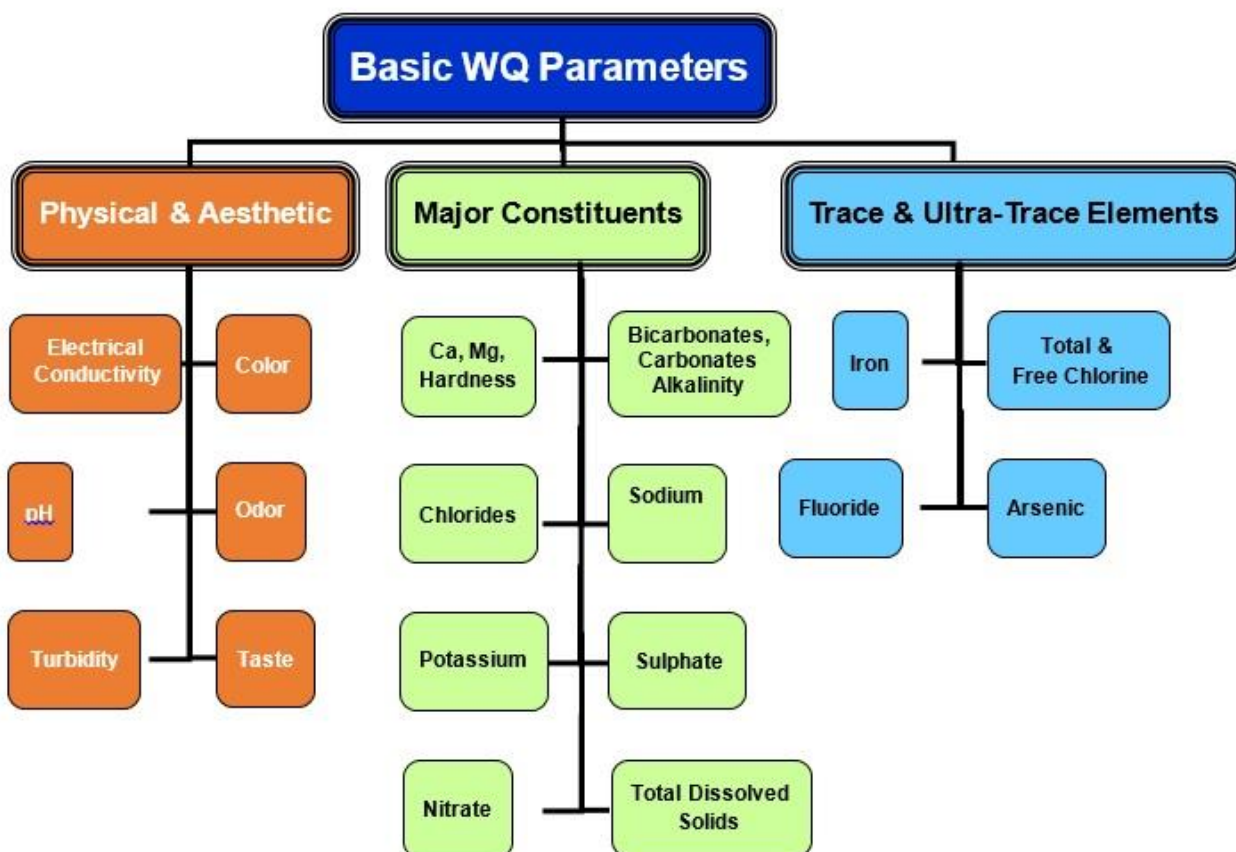 Basic WQ Parameters
Physical & Aesthetic
Major Constituents
Trace & Ultra-Trace Elements
Electrical
Conductivity
Color
pH
Odor
Turbidity
Taste
Ca, Mg,
Hardness
Bicarbonates,
Carbonates
Alkalinity
Chlorides
Sodium
Potassium
Sulphate
Nitrate
Total Dissolved
Solids
Iron
Total &
Free Chlorine
Fluoride
Arsenic